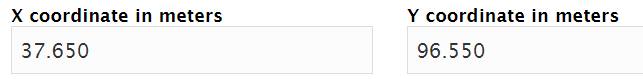 X coordinate in meters Y coordinate in meters
37.650 96.550